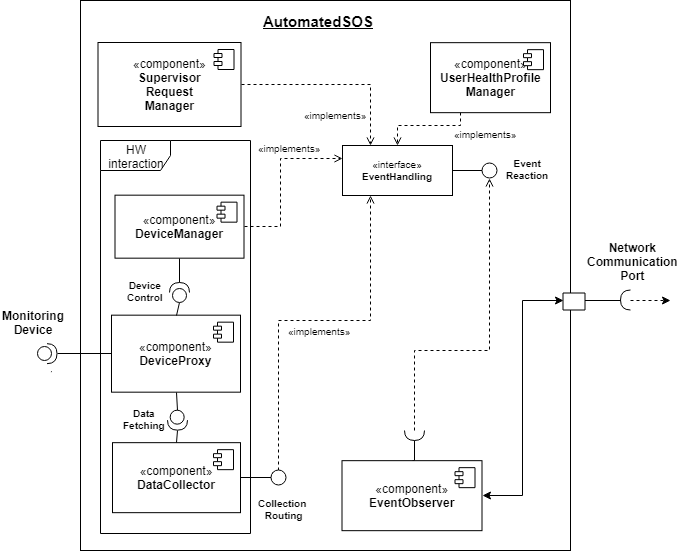 AutomatedSOS
«component»
Supervisor
Request
Manager
«component»
UserHealthProfile
Manager
«implements»
«implements»
HW
interaction
«implements»
«interface»
EventHandling
Event
Reaction
«component»
DeviceManager
Network
Communication
Port
Device
Control
Monitoring
Device
«implements»
«component»
DeviceProxy
Data
Fetching
«component»
DataCollector
Collection
Routing
«component»
EventObserver